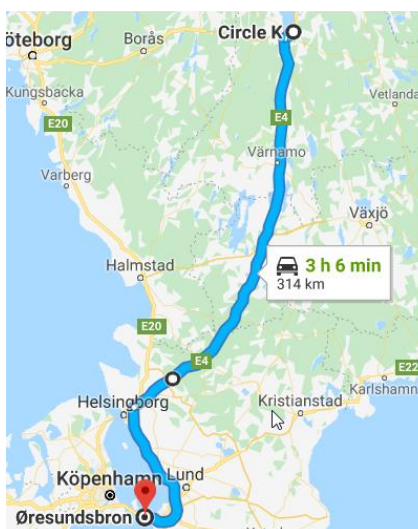 Circle K
öteborg
Borås
Kungsbacka
E20
E4
Vetlanda
Värnamo
Varberg
Växjö
3 h 6 min
314 km
Halmstad
E20
E4
E22
Karlshamn
Helsingborg
Kristianstad
Köpenhamn
Lund
Øresundsbron